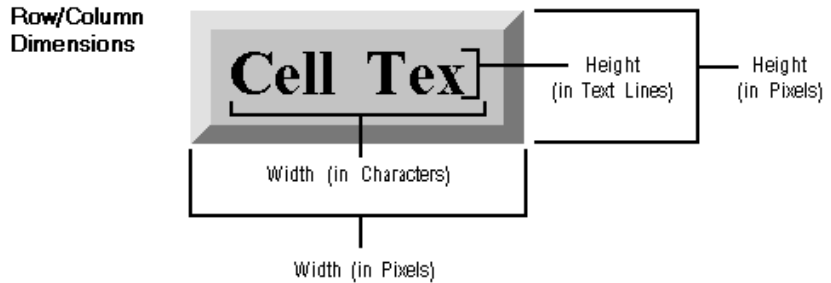 Row/Column
Dimensions
Cell Tex
Height
(in Text Lines)
Height
(in Pixels)
Width (in Characters)
Width (in Pixels)